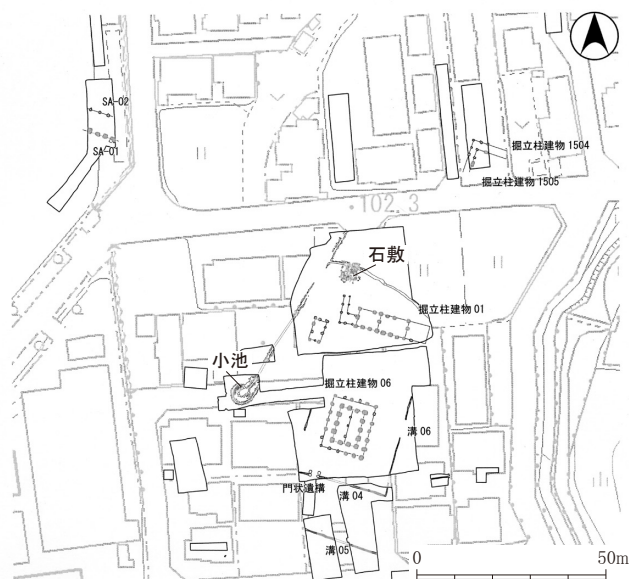 SA-02
SA-01
掘立柱建物 1504
掘立柱建物 1505
102.3
石敷
掘立柱建物 01
小池
掘立柱建物 06
溝 06
門状遺構
溝 04
溝 05
0
50m